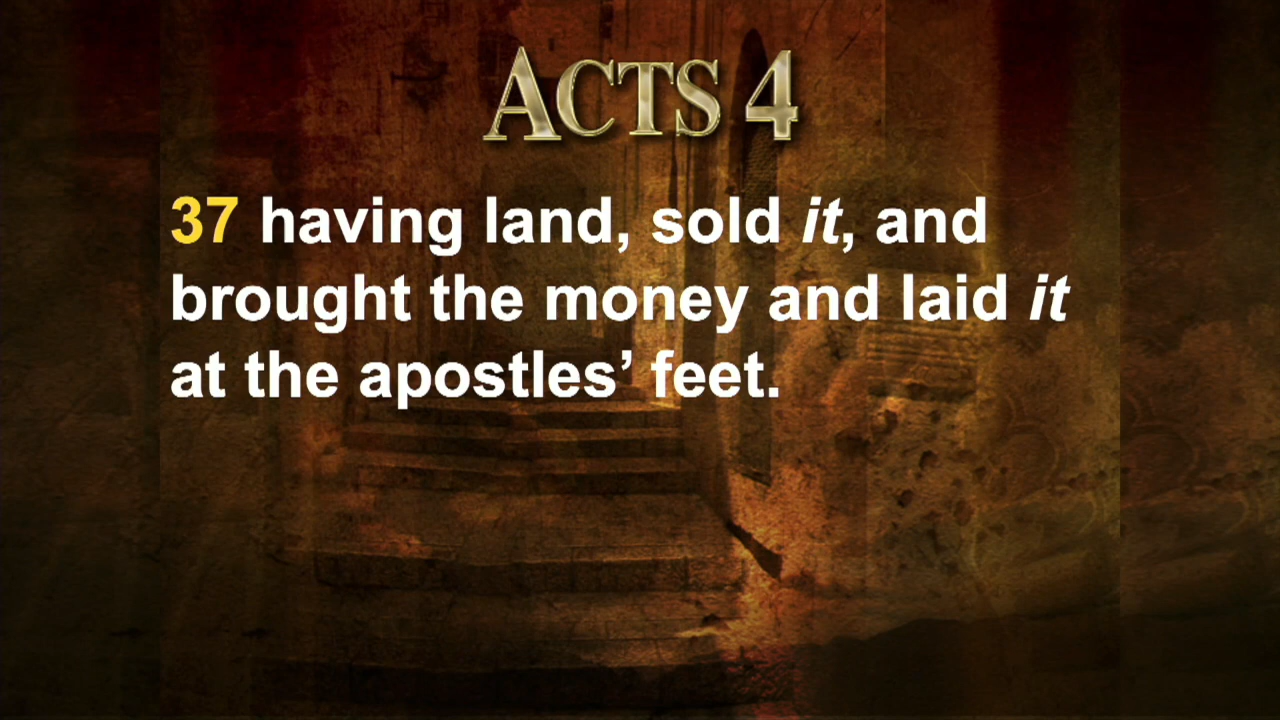 ACTS 4
37 having land, sold it, and
brought the money and laid it
at the apostles’ feet.